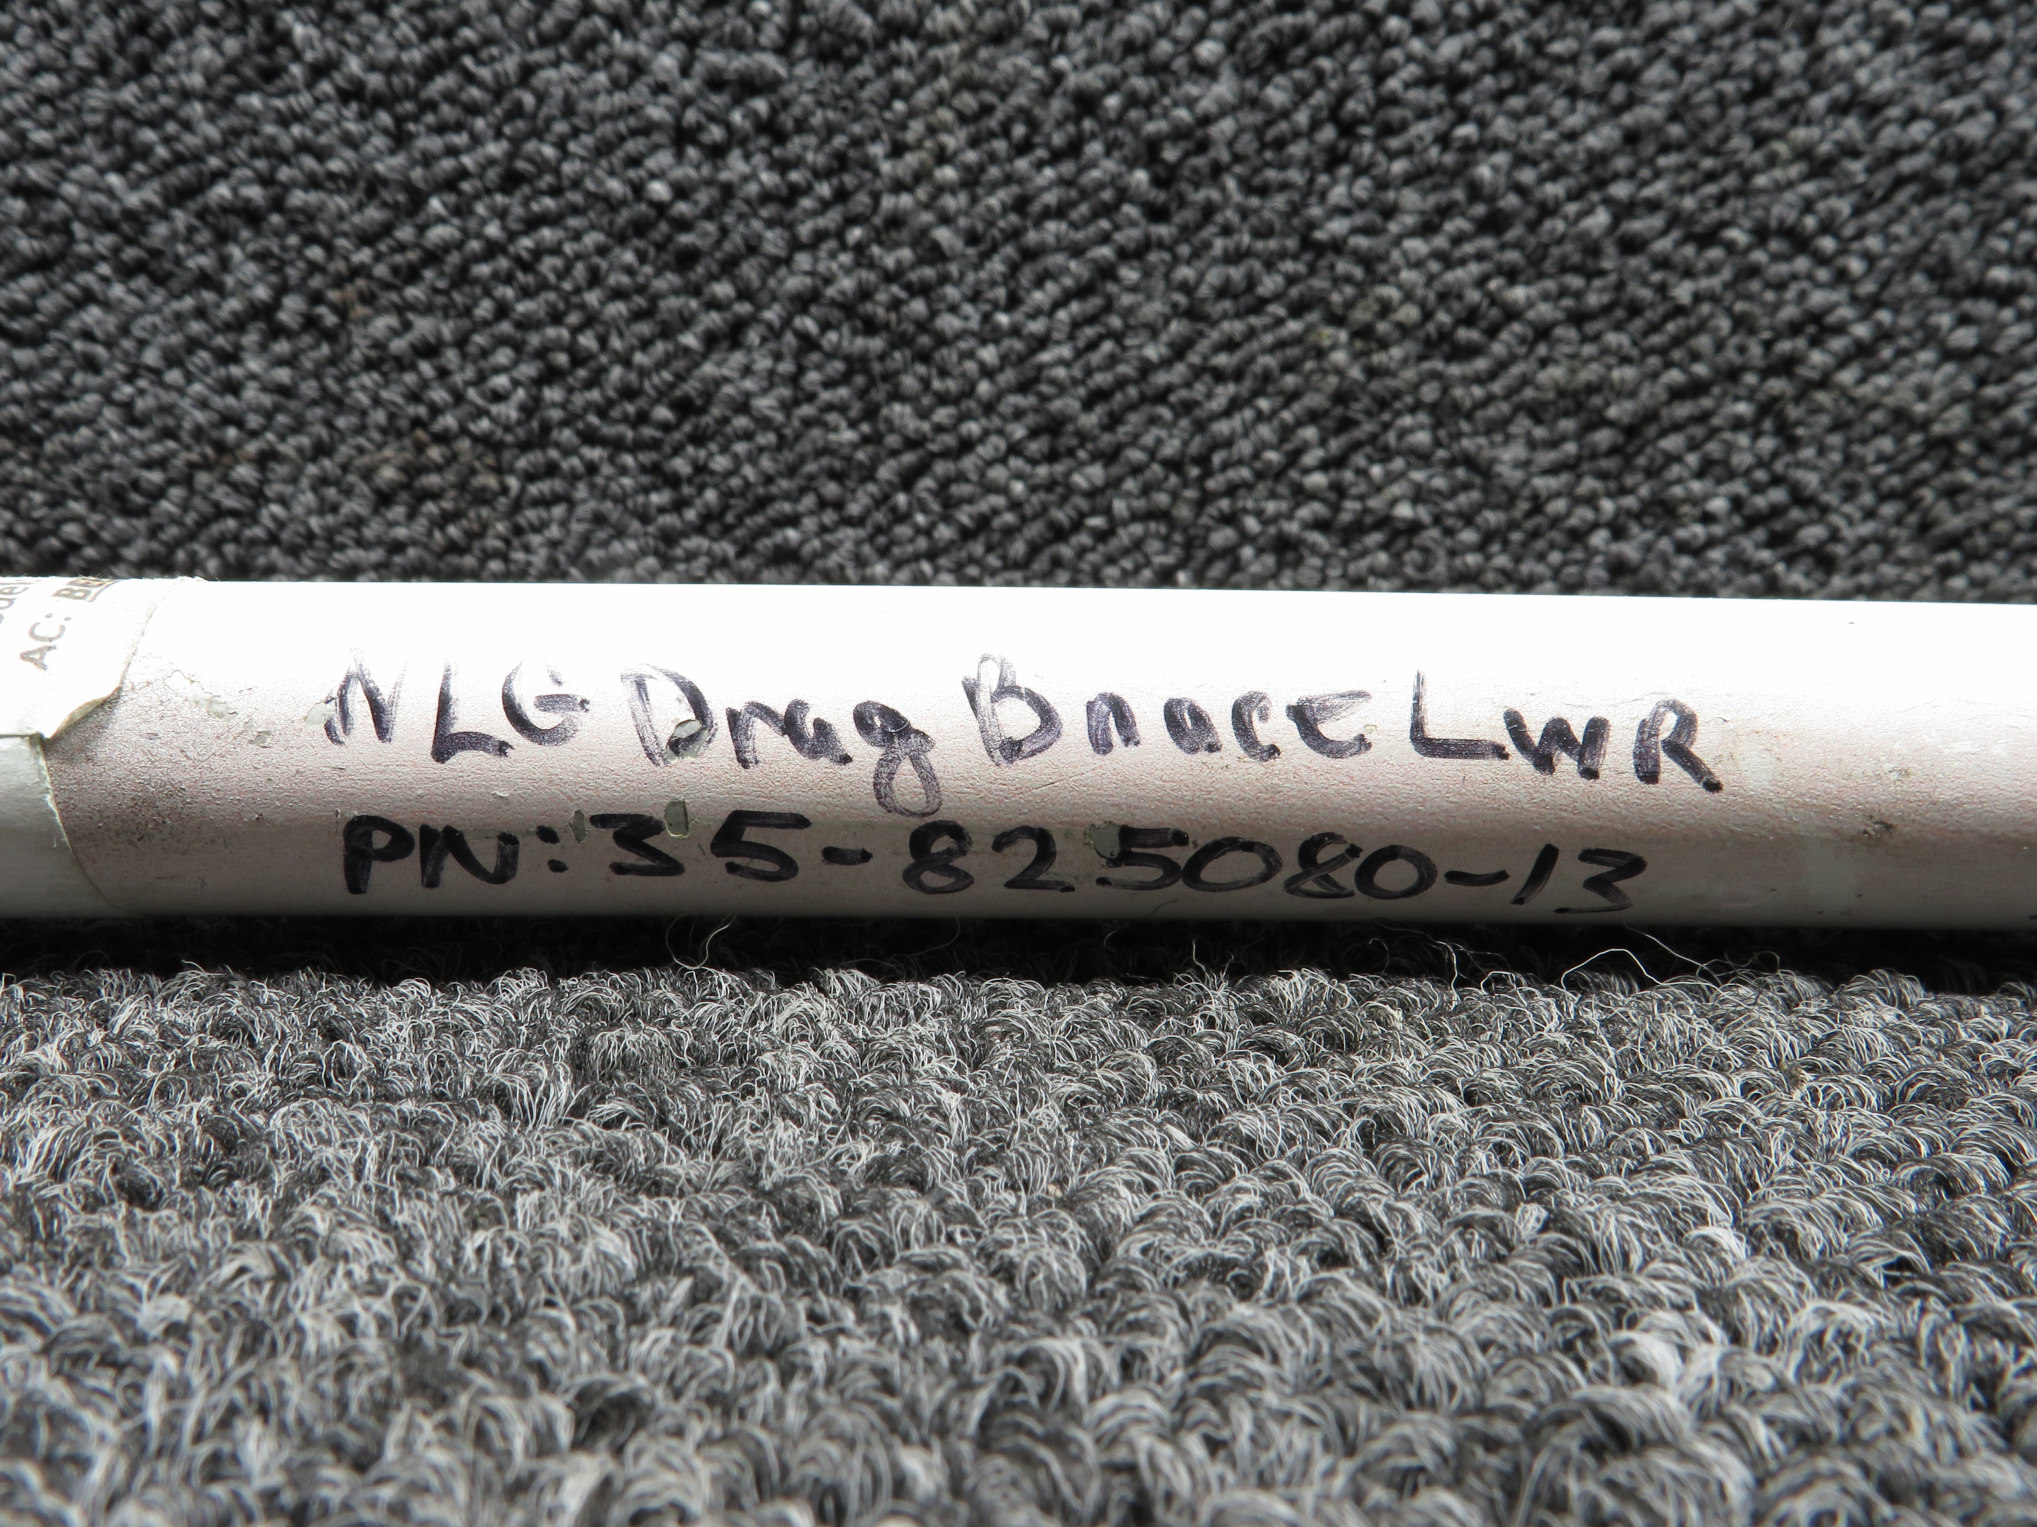 AC:
NLG Drag Brace LWR
PN: 35-825080-13